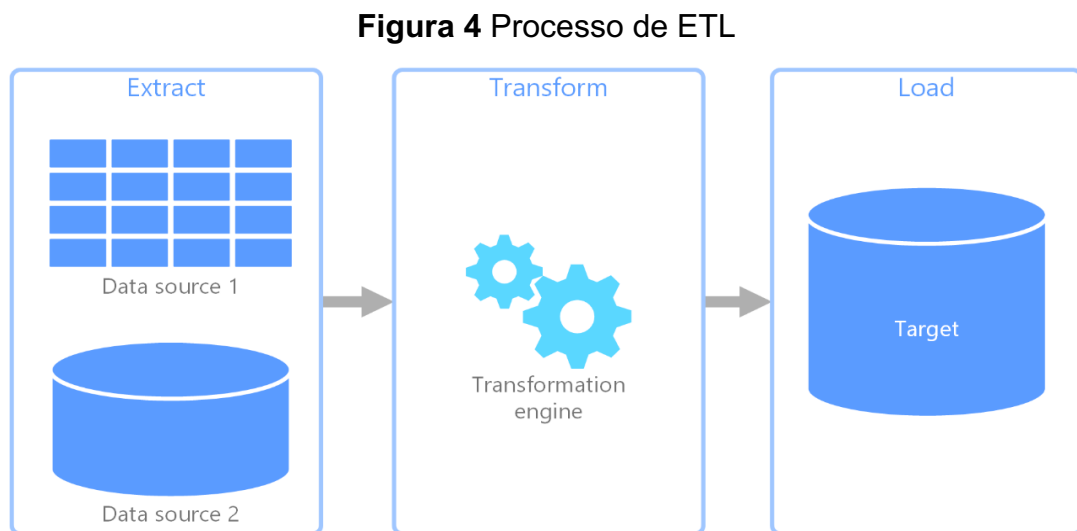 Figura 4 Processo de ETL
Extract
Data source 1
Data source 2
Transform
Transformation
engine
Load
Target